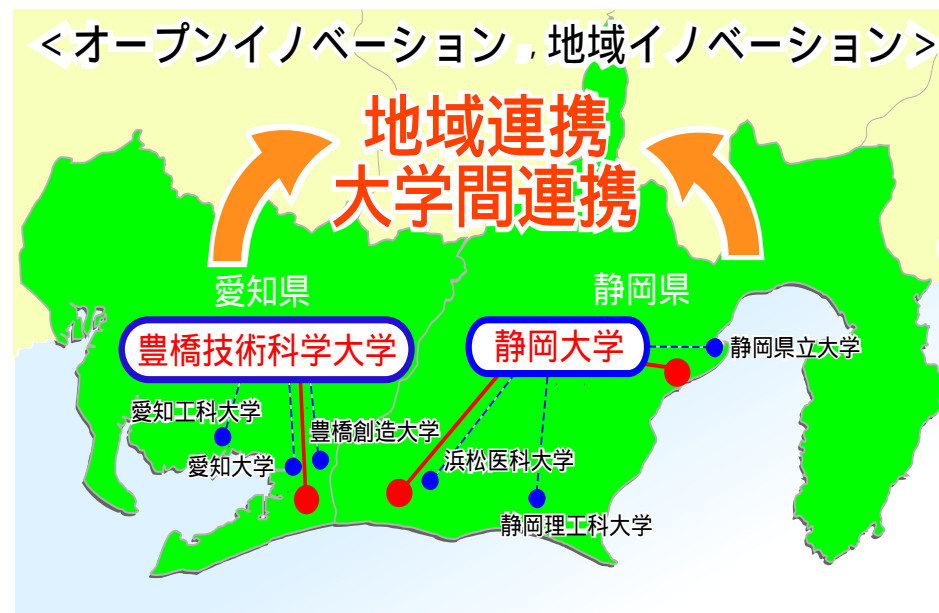 ＜オープンイノベーション，地域イノベーション＞
地域連携
大学間連携
愛知県
静岡県
豊橋技術科学大学
静岡大学
静岡県立大学
愛知工科大学
豊橋創造大学
愛知大学
浜松医科大学
静岡理工科大学